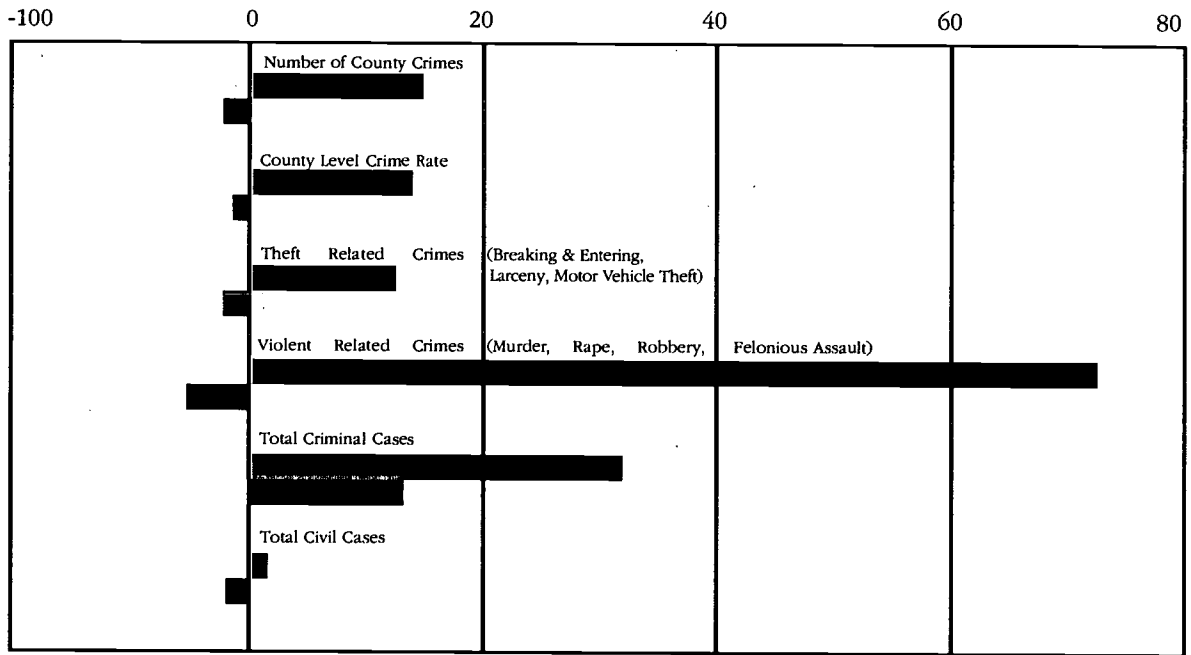 -100 0 20 40 60 80
Number of County Crimes
County Level Crime Rate
Theft Related Crimes (Breaking & Entering,
Larceny, Motor Vehicle Theft)
Violent Related Crimes (Murder, Rape, Robbery, Felonious Assault)
Total Criminal Cases
Total Civil Cases